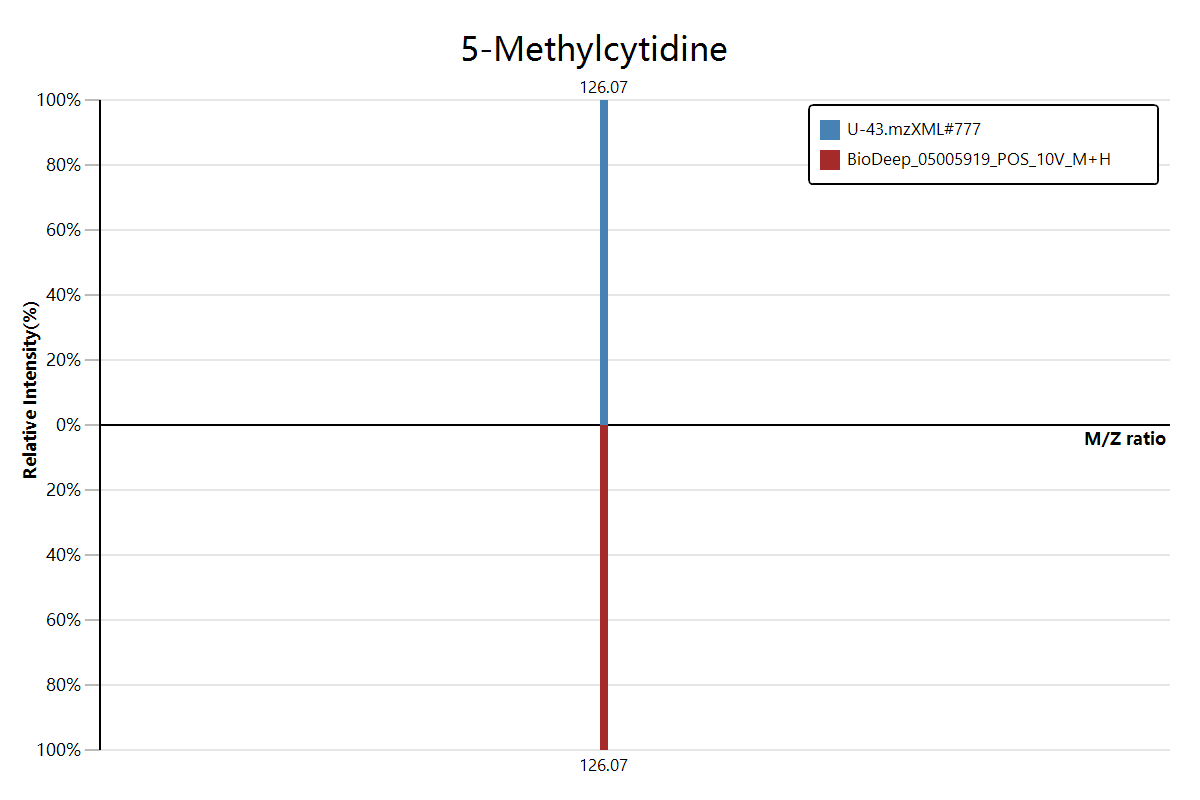 5-Methylcytidine
126.07
U-43.mzXML#777
BioDeep_05005919_POS_10V_M+H
100%
80%
60%
40%
20%
0%
20%
40%
60%
80%
100%
Relative Intensity(%)
M/Z ratio
126.07